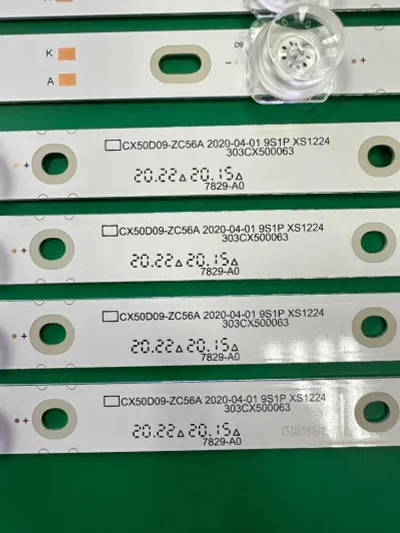 K
D9
- +
A
CX50D09-ZC56A 2020-04-01 9S1P XS1224
303CX500063
+
20.22△20.15△
7829-A0
CX50D09-ZC56A 2020-04-01 9S1P XS1224
303CX500063
+
20.22△20.15△
7829-A0
CX50D09-ZC56A 2020-04-01 9S1P XS1224
303CX500063
+
20.22△20.15△
7829-A0
CX50D09-ZC56A 2020-04-01 9S1P XS1224
303CX500063
+
20.22△20.15△
7829-A0